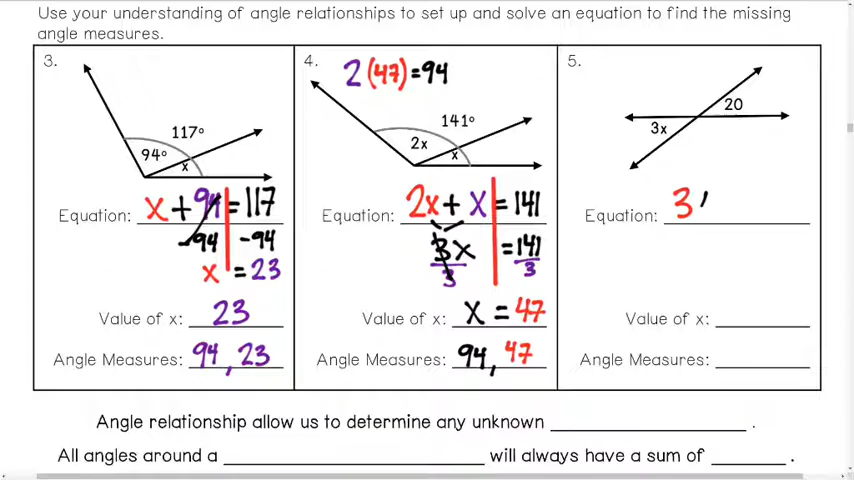 Use your understanding of angle relationships to set up and solve an equation to find the missing
angle measures.
3.
117°
94°
x
Equation: x + 94 = 117
-94 -94
x = 23
Value of x: 23
Angle Measures: 94, 23
4.
2(47)=94
141°
2x
x
Equation: 2x + x = 141
3x = 141
3 3
Value of x: x = 47
Angle Measures: 94, 47
5.
20
3x
Equation: 3
Value of x:
Angle Measures:
Angle relationship allow us to determine any unknown ____________.
All angles around a ____________ will always have a sum of ______.